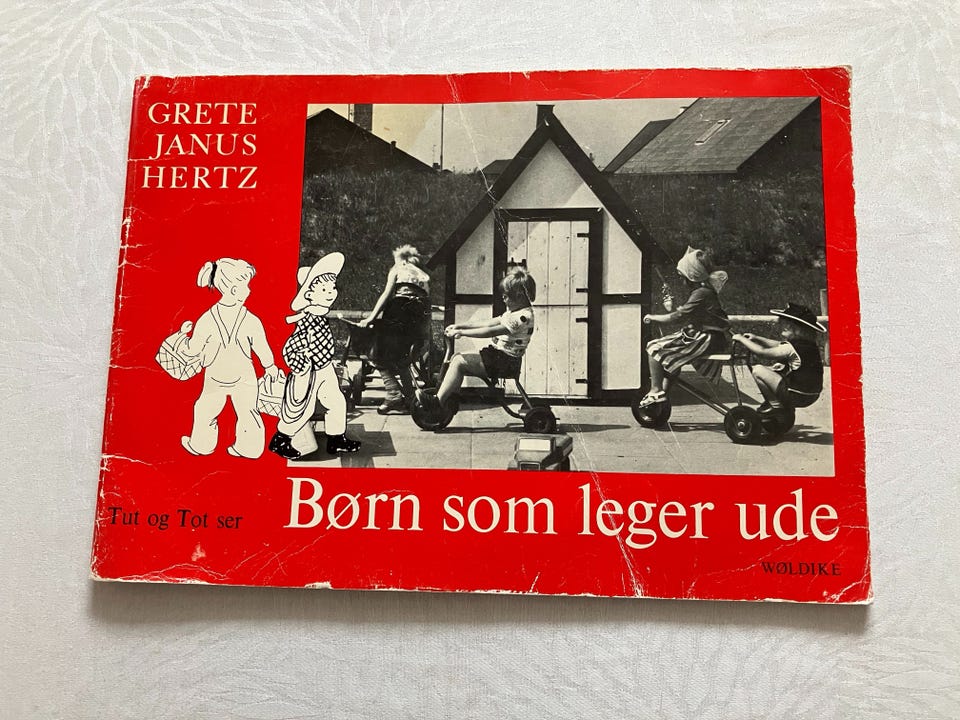 GRETE
JANUS
HERTZ
Tut og Tot ser
Børn som leger ude
WØLDIKE